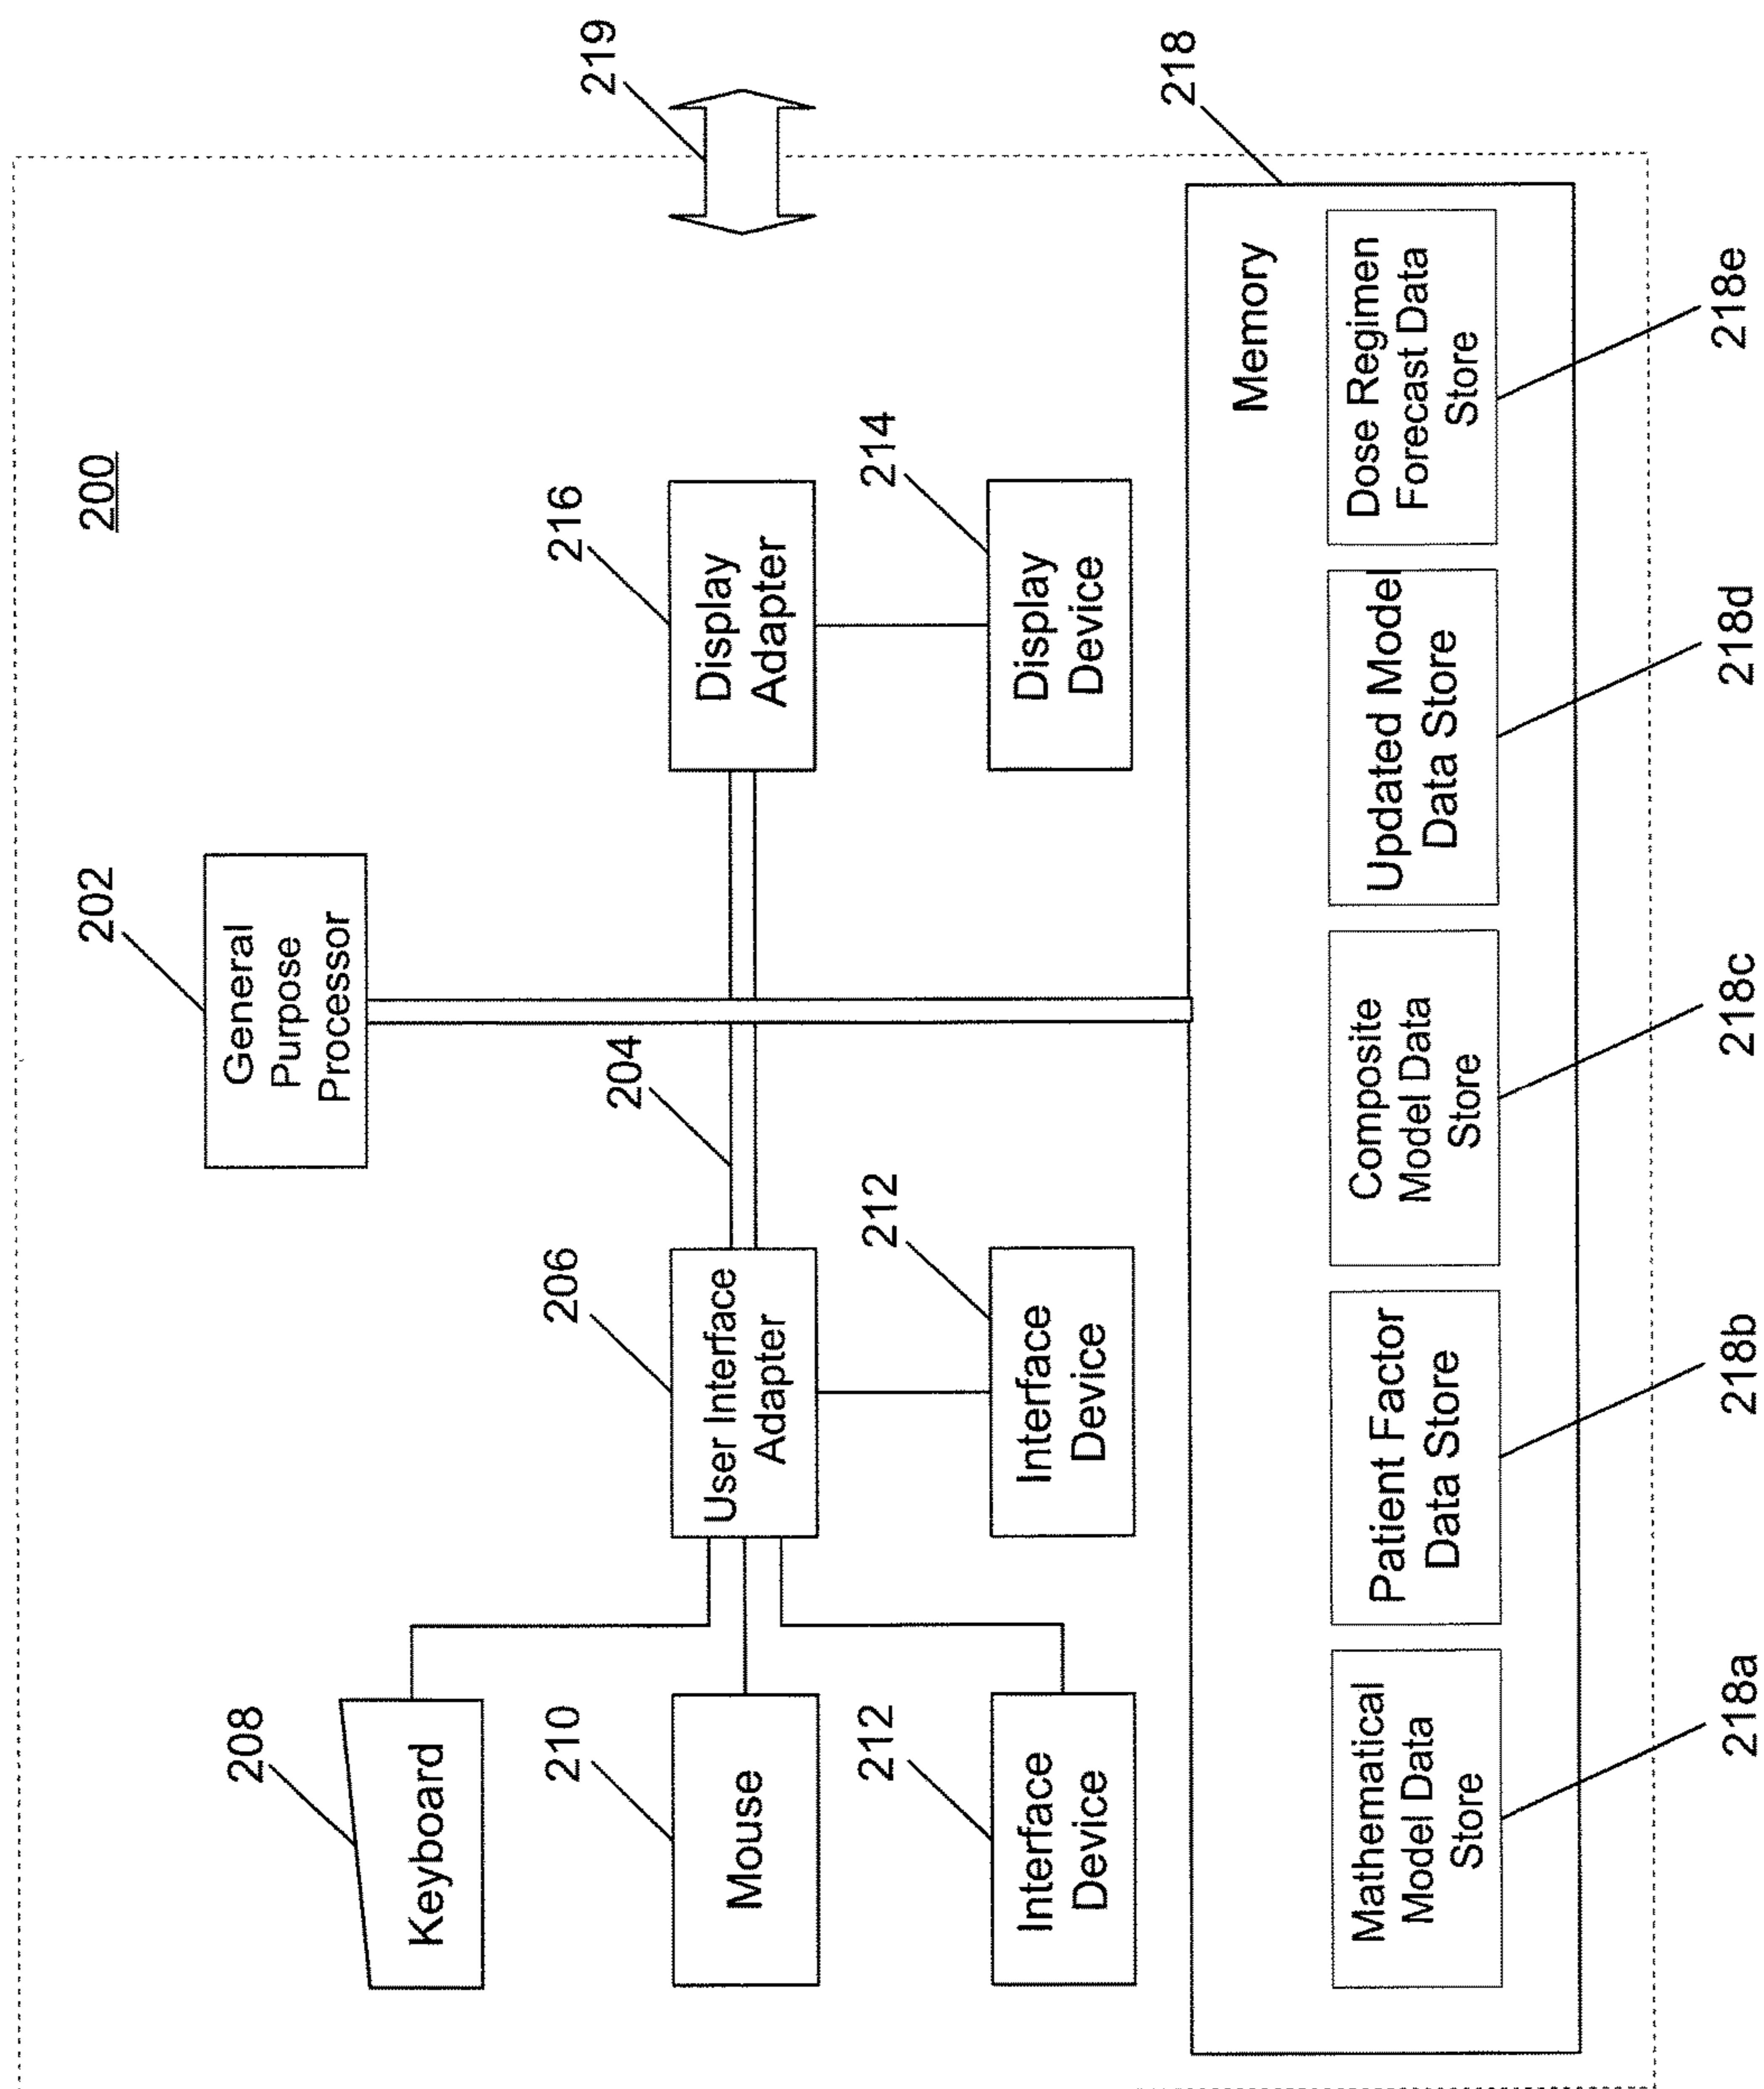 200
202
General
Purpose
Processor
219
204
206
User Interface
Adapter
216
Display
Adapter
208
Keyboard
210
Mouse
212
Interface
Device
212
Interface
Device
214
Display
Device
218
Memory
Mathematical
Model Data
Store
Patient Factor
Data Store
Composite
Model Data
Store
Updated Model
Data Store
Dose Regimen
Forecast Data
Store
218a
218b
218c
218d
218e